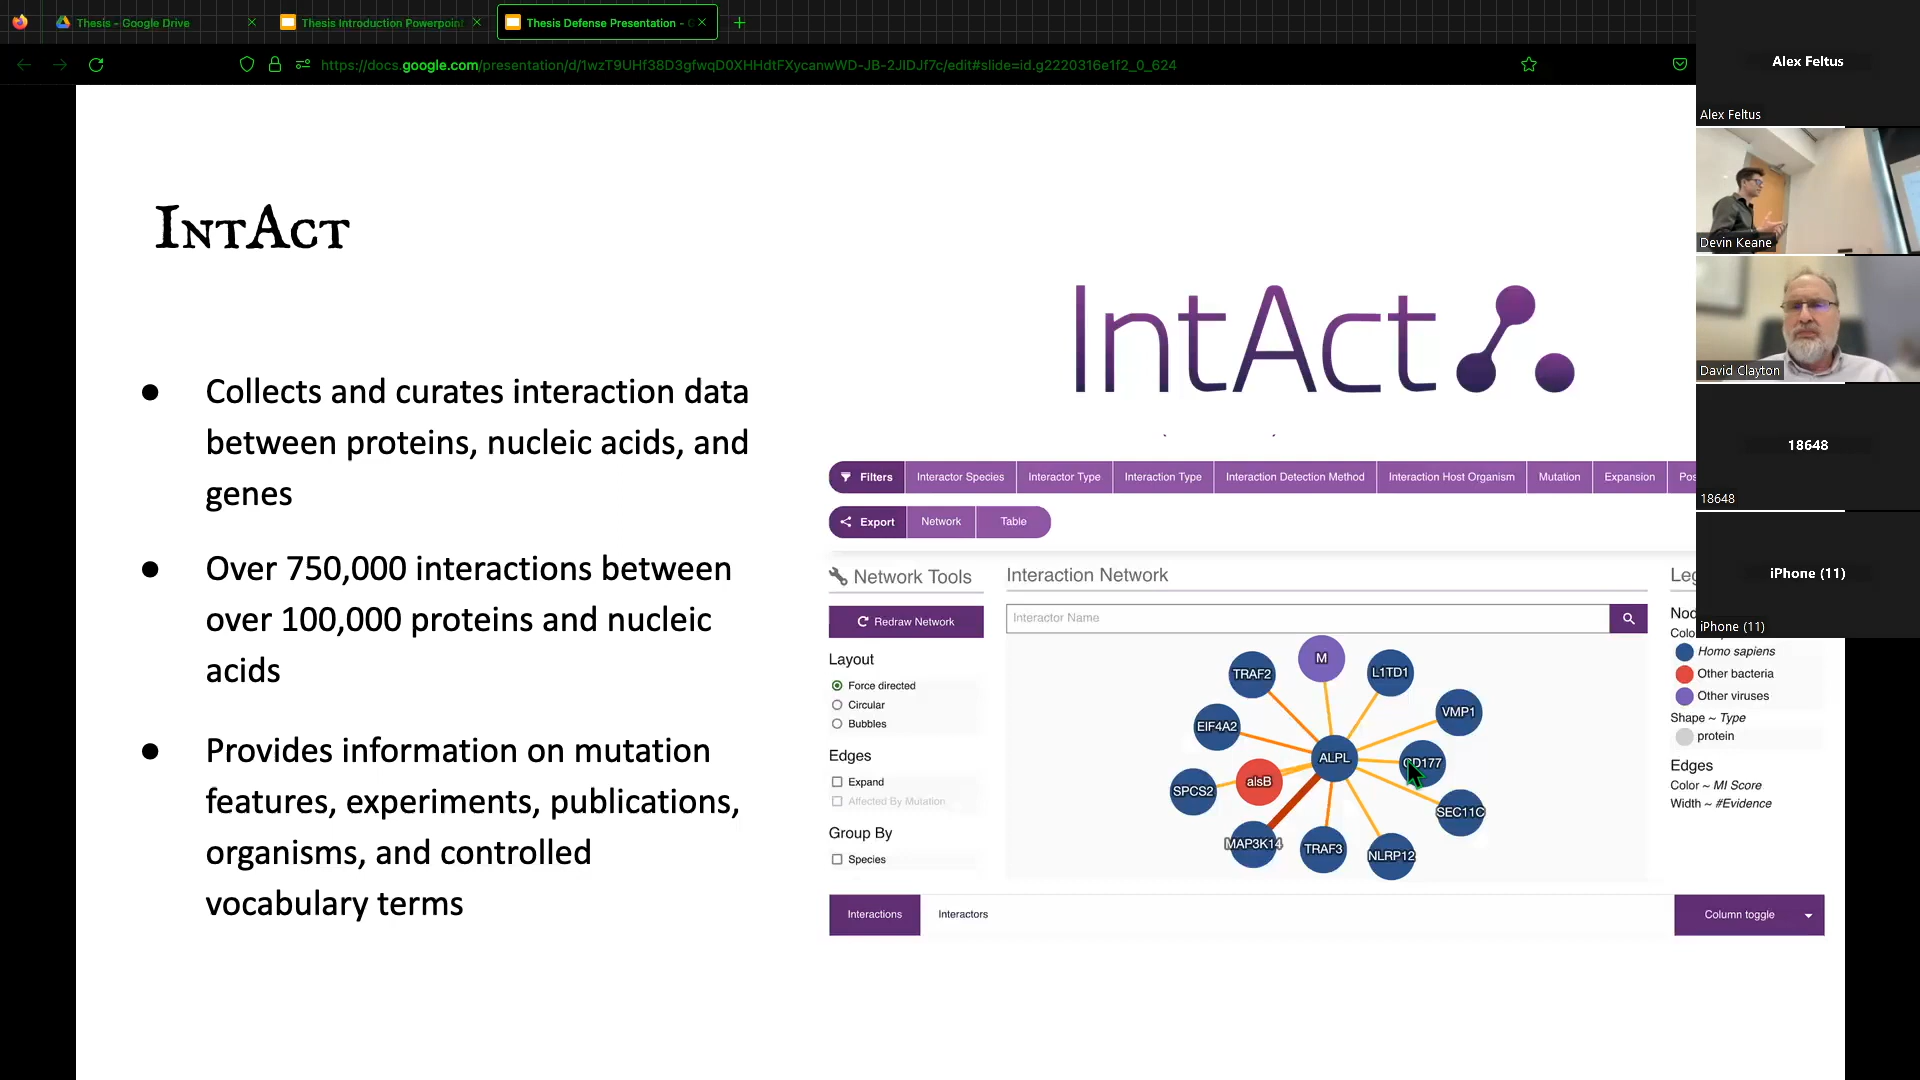 Thesis - Google Drive
Thesis Introduction Powerpoint
Thesis Defense Presentation -
https://docs.google.com/presentation/d/1wzT9UHf38D3gfwqD0XHHdtFXycanwWD-JB-2JIDJf7c/edit#slide=id.g2220316e1f2_0_624
Alex Feltus
Alex Feltus
Devin Keane
David Clayton
18648
18648
iPhone (11)
iPhone (11)
IntAct
Collects and curates interaction data
between proteins, nucleic acids, and
genes
Over 750,000 interactions between
over 100,000 proteins and nucleic
acids
Provides information on mutation
features, experiments, publications,
organisms, and controlled
vocabulary terms
IntAct
Filters Interactor Species Interactor Type Interaction Type Interaction Detection Method Interaction Host Organism Mutation Expansion Pos
Export Network Table
Network Tools
Redraw Network
Layout
Force directed
Circular
Bubbles
Edges
Expand
Affected By Mutation
Group By
Species
Interaction Network
Interactor Name
M
TRAF2
L1TD1
EIF4A2
VMP1
ALPL
CD177
alsB
SPCS2
SEC11C
MAP3K14
TRAF3
NLRP12
Leg
Nod
Colo
Homo sapiens
Other bacteria
Other viruses
Shape ~ Type
protein
Edges
Color ~ MI Score
Width ~ #Evidence
Interactions Interactors
Column toggle